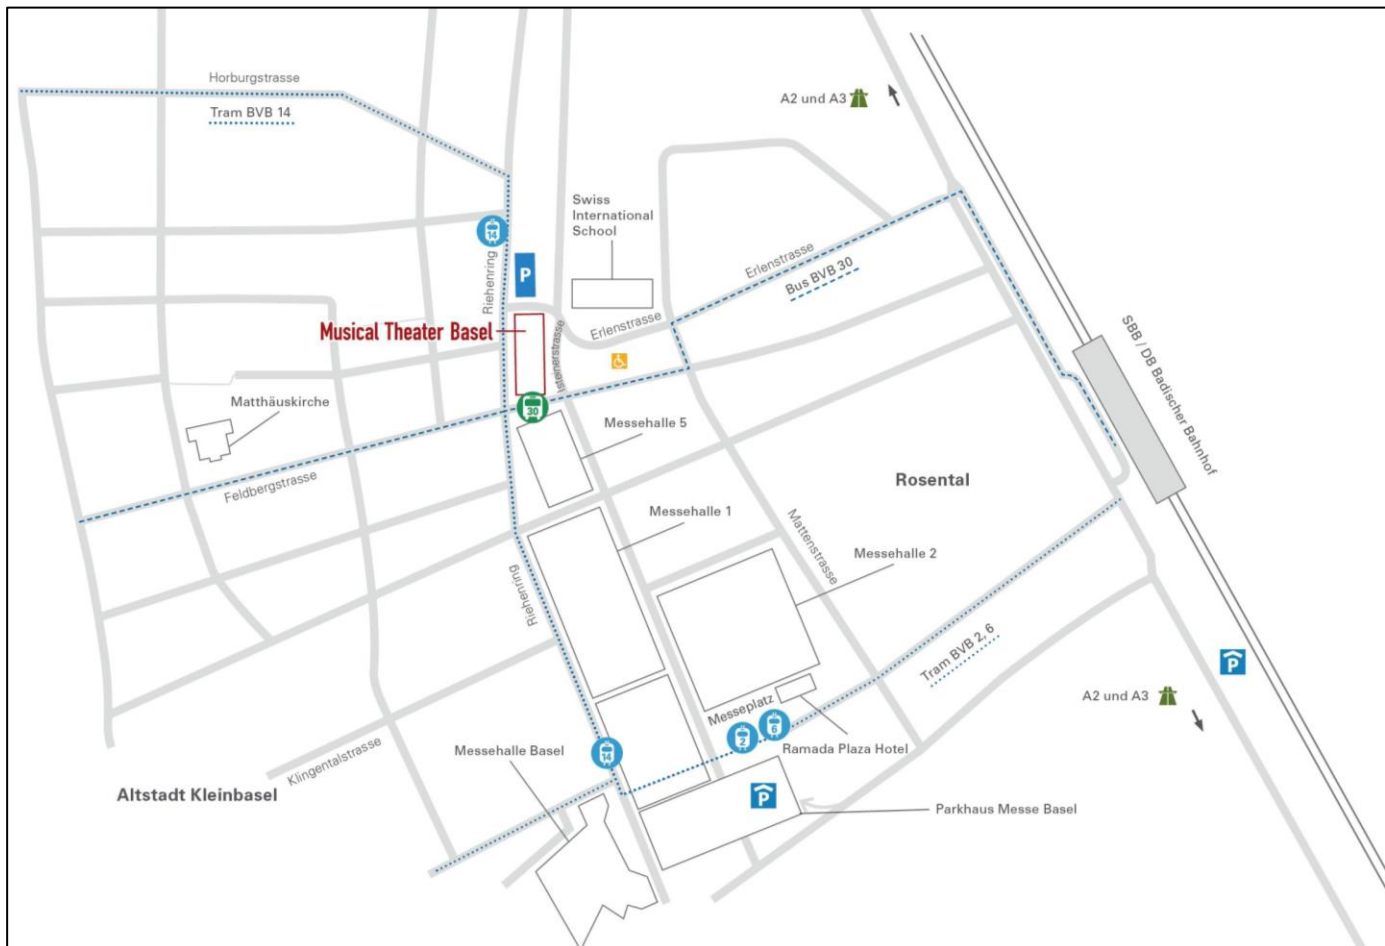 Horburgstrasse
Tram BVB 14
A2 und A3
14
Riehenring
P
Swiss
International
School
Erlenstrasse
Bus BVB 30
Musical Theater Basel
Isteinerstrasse
Erlenstrasse
SBB / DB Badischer Bahnhof
Matthäuskirche
30
Messehalle 5
Feldbergstrasse
Rosental
Messehalle 1
Mattenstrasse
Messehalle 2
Riehenring
Tram BVB 2, 6
P
A2 und A3
Messeplatz
2
6
Ramada Plaza Hotel
14
Messehalle Basel
Klingentalstrasse
Altstadt Kleinbasel
P
Parkhaus Messe Basel